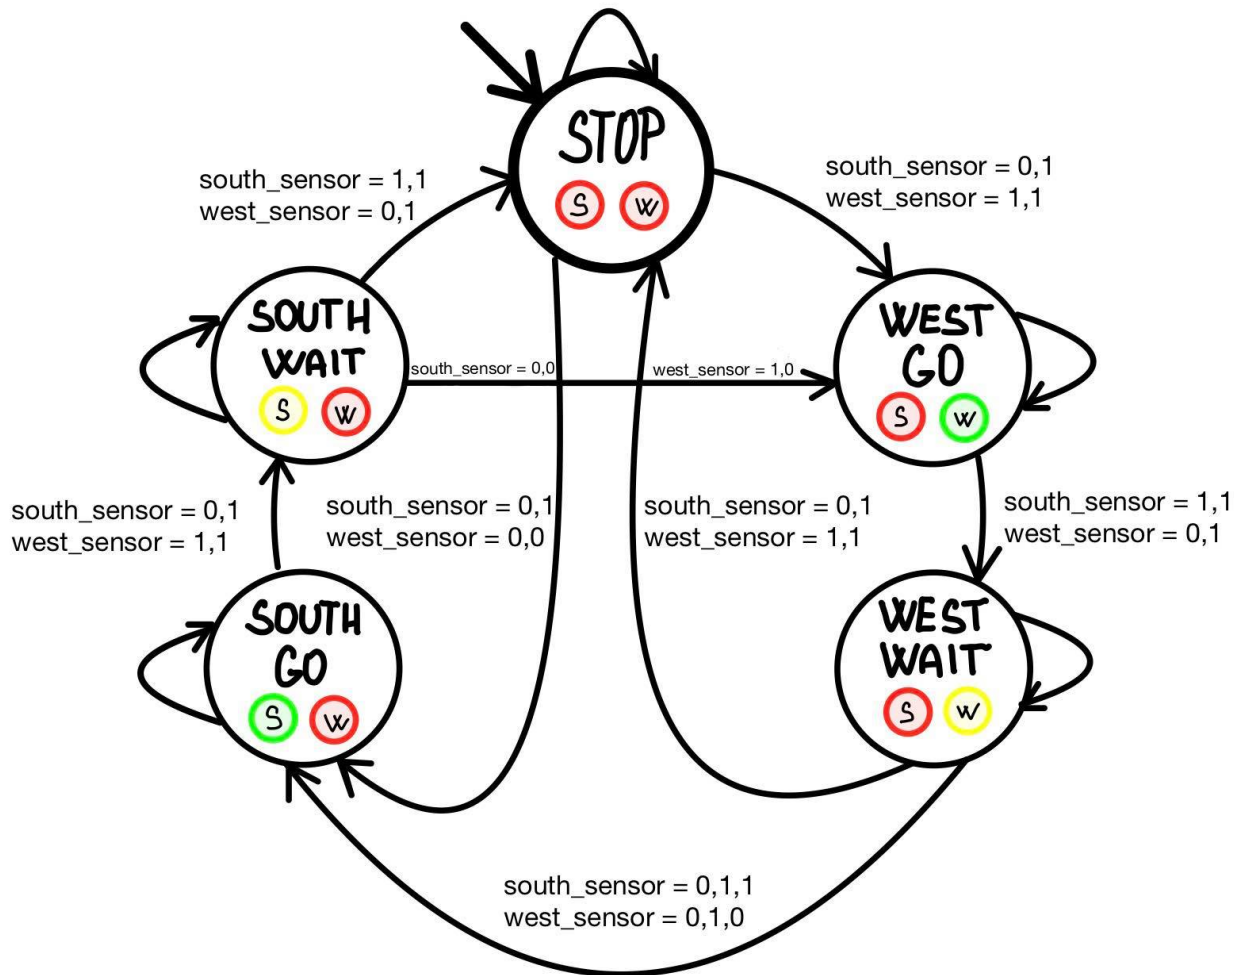 STOP
S W
south_sensor = 0,1
west_sensor = 1,1
south_sensor = 1,1
west_sensor = 0,1
SOUTH
WAIT
S W
south_sensor = 0,0 west_sensor = 1,0
WEST
GO
S W
south_sensor = 0,1
west_sensor = 1,1
south_sensor = 0,1
west_sensor = 0,0
south_sensor = 0,1
west_sensor = 1,1
south_sensor = 1,1
west_sensor = 0,1
SOUTH
GO
S W
WEST
WAIT
S W
south_sensor = 0,1,1
west_sensor = 0,1,0